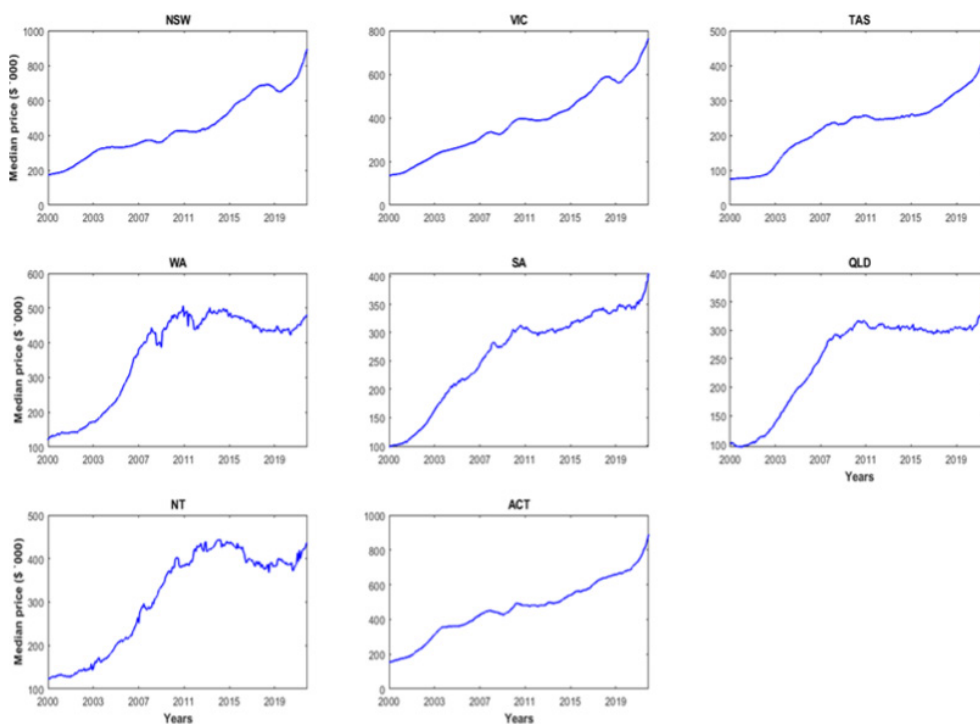 NSW VIC TAS
Median price ($ `000)
1000 800 600 400 200 0
2000 2003 2007 2011 2015 2019
800 600 400 200 0
2000 2003 2007 2011 2015 2019
500 400 300 200 100 0
2000 2003 2007 2011 2015 2019
WA SA QLD
Median price ($ `000)
600 500 400 300 200 100
2000 2003 2007 2011 2015 2019
400 350 300 250 200 150 100
2000 2003 2007 2011 2015 2019
400 350 300 250 200 150 100
2000 2003 2007 2011 2015 2019
Years
NT ACT
Median price ($ `000)
500 400 300 200 100
2000 2003 2007 2011 2015 2019
Years
1000 800 600 400 200 0
2000 2003 2007 2011 2015 2019
Years